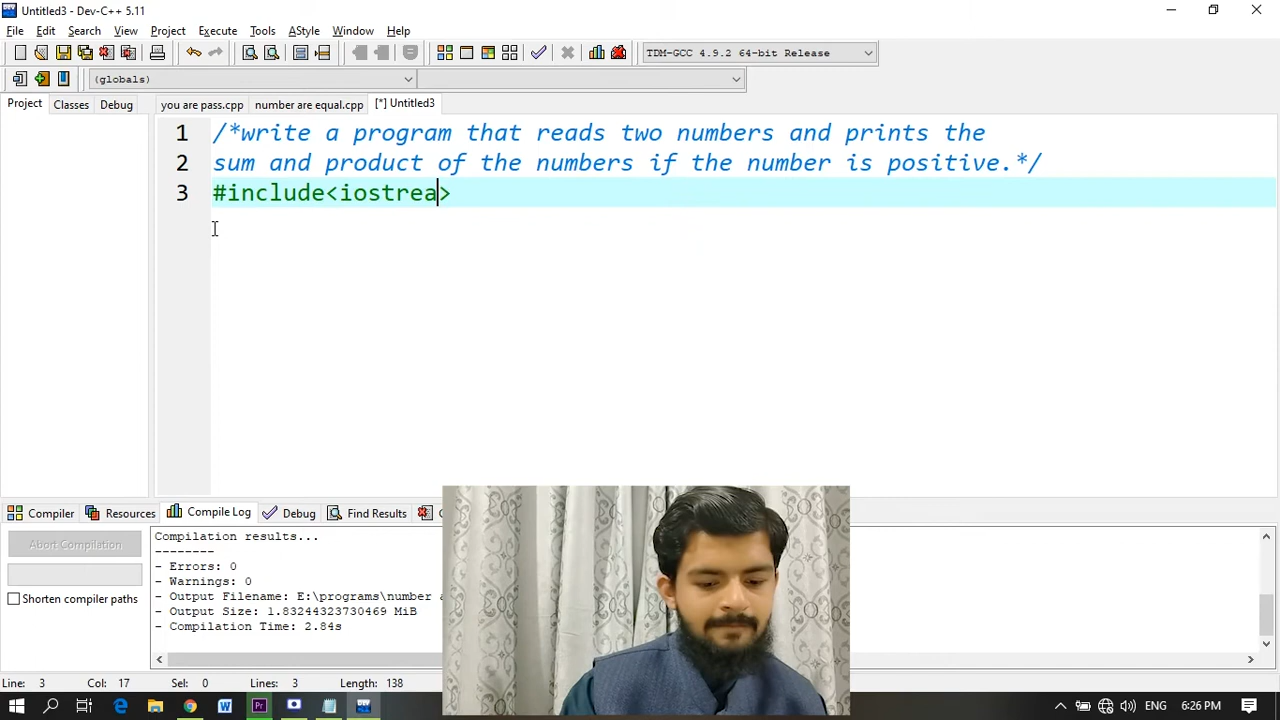 Untitled3 - Dev-C++ 5.11
File Edit Search View Project Execute Tools AStyle Window Help
TDM-GCC 4.9.2 64-bit Release
(globals)
Project Classes Debug you are pass.cpp number are equal.cpp [*] Untitled3
1 /*write a program that reads two numbers and prints the
2 sum and product of the numbers if the number is positive.*/
3 #include<iostrea>
Compiler Resources Compile Log Debug Find Results
Abort Compilation
Shorten compiler paths
Compilation results...
--------
- Errors: 0
- Warnings: 0
- Output Filename: E:\programs\number
- Output Size: 1.83244323730469 MiB
- Compilation Time: 2.84s
Line: 3 Col: 17 Sel: 0 Lines: 3 Length: 138
DEV
ENG 6:26 PM